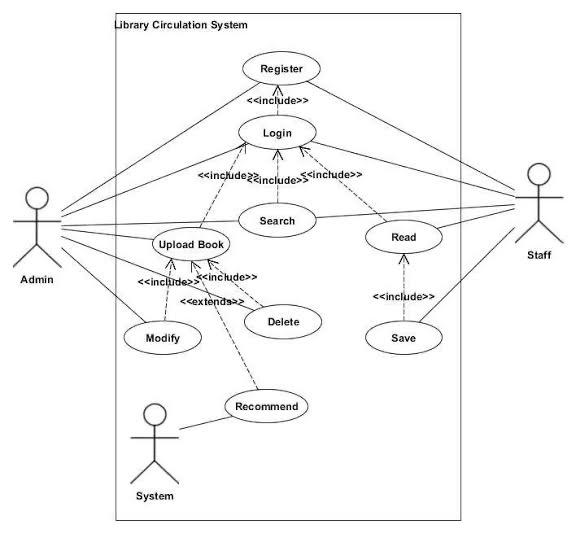 Library Circulation System
Register
<<include>>
Login
<<include>>
<<include>>
<<include>>
Search
Upload Book
Read
Admin
Staff
<<include>>
<<include>>
<<extends>>
<<include>>
Delete
Modify
Save
Recommend
System